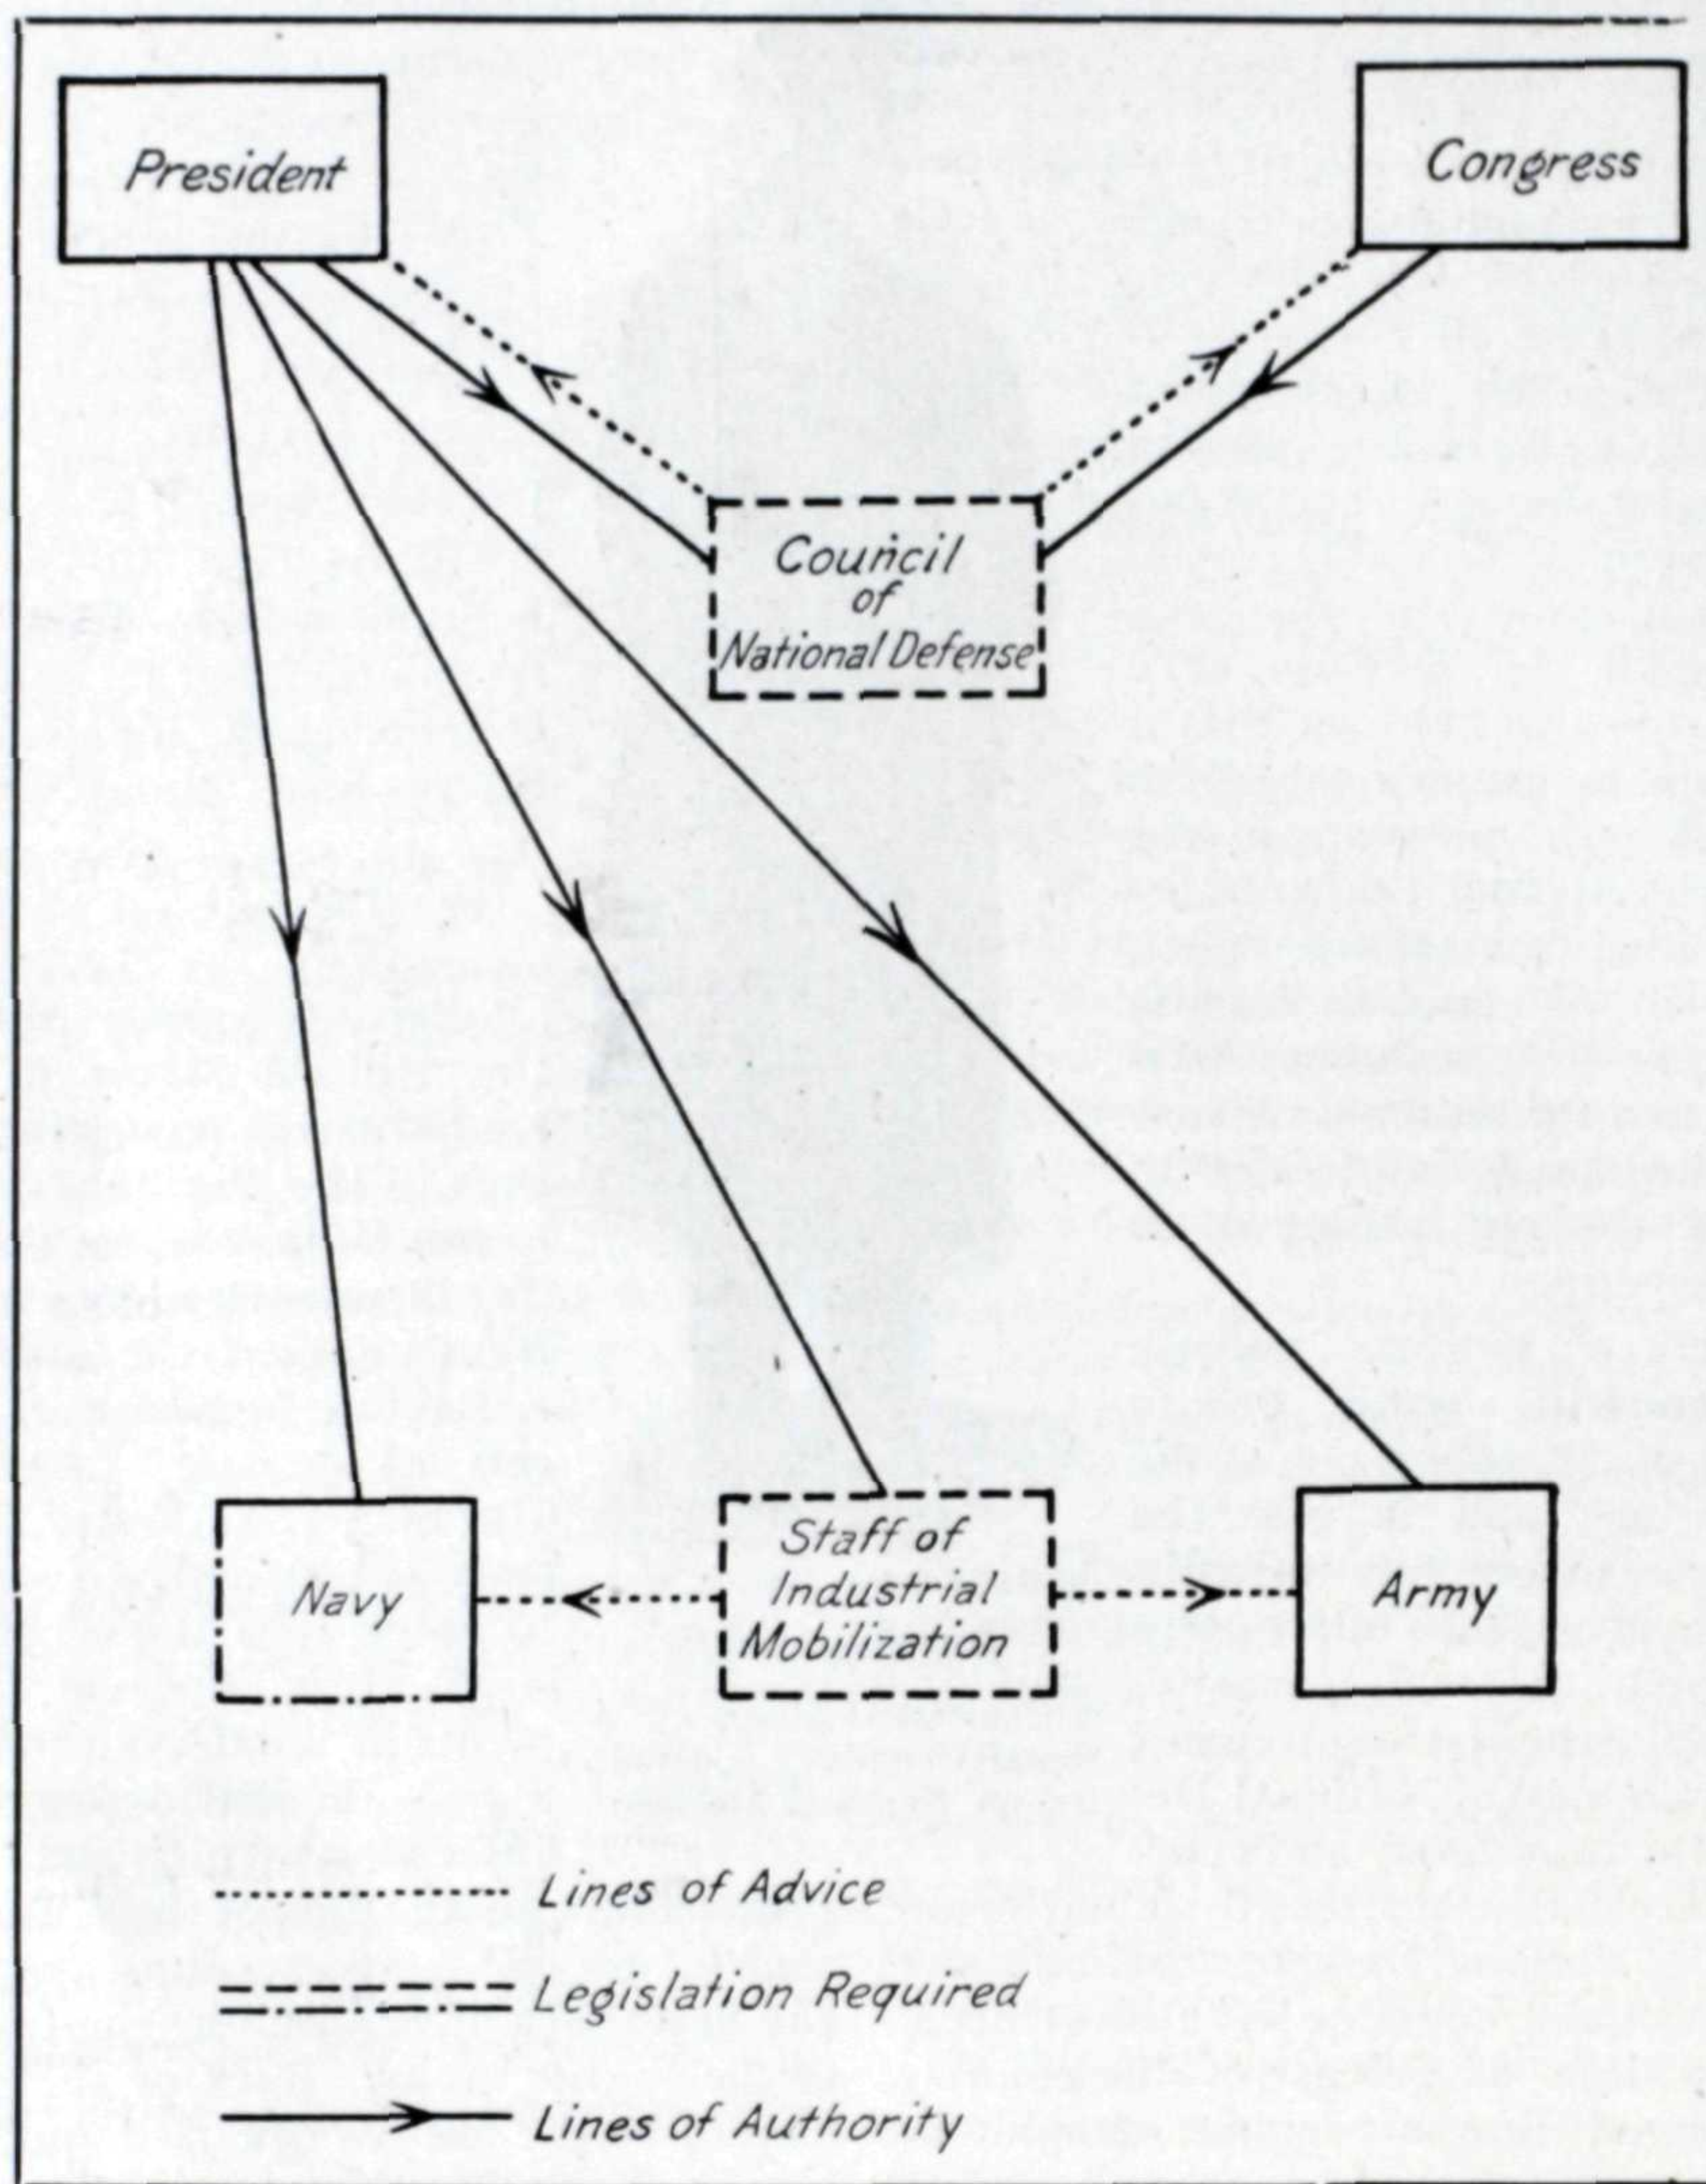 President
Congress
Council
of
National Defense
Navy
Staff of
Industrial
Mobilization
Army
Lines of Advice
Legislation Required
Lines of Authority